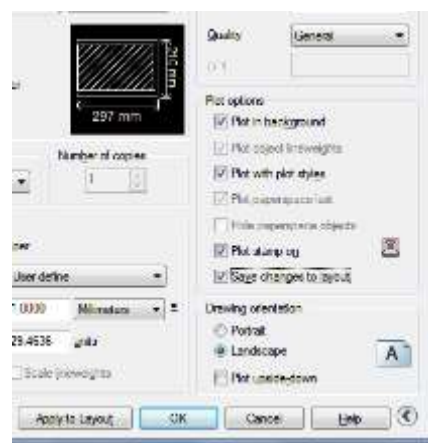 Quality
General
297 mm
Plot options
Plot in background
Number of copies
Plot object lineweights
1
Plot with plot styles
Plot paperspace last
Hide paperspace objects
Plot stamp on
User define
Save changes to layout
Drawing orientation
Portrait
Landscape
A
Scale lineweights
Plot upside-down
Apply to Layout
OK
Cancel
Help